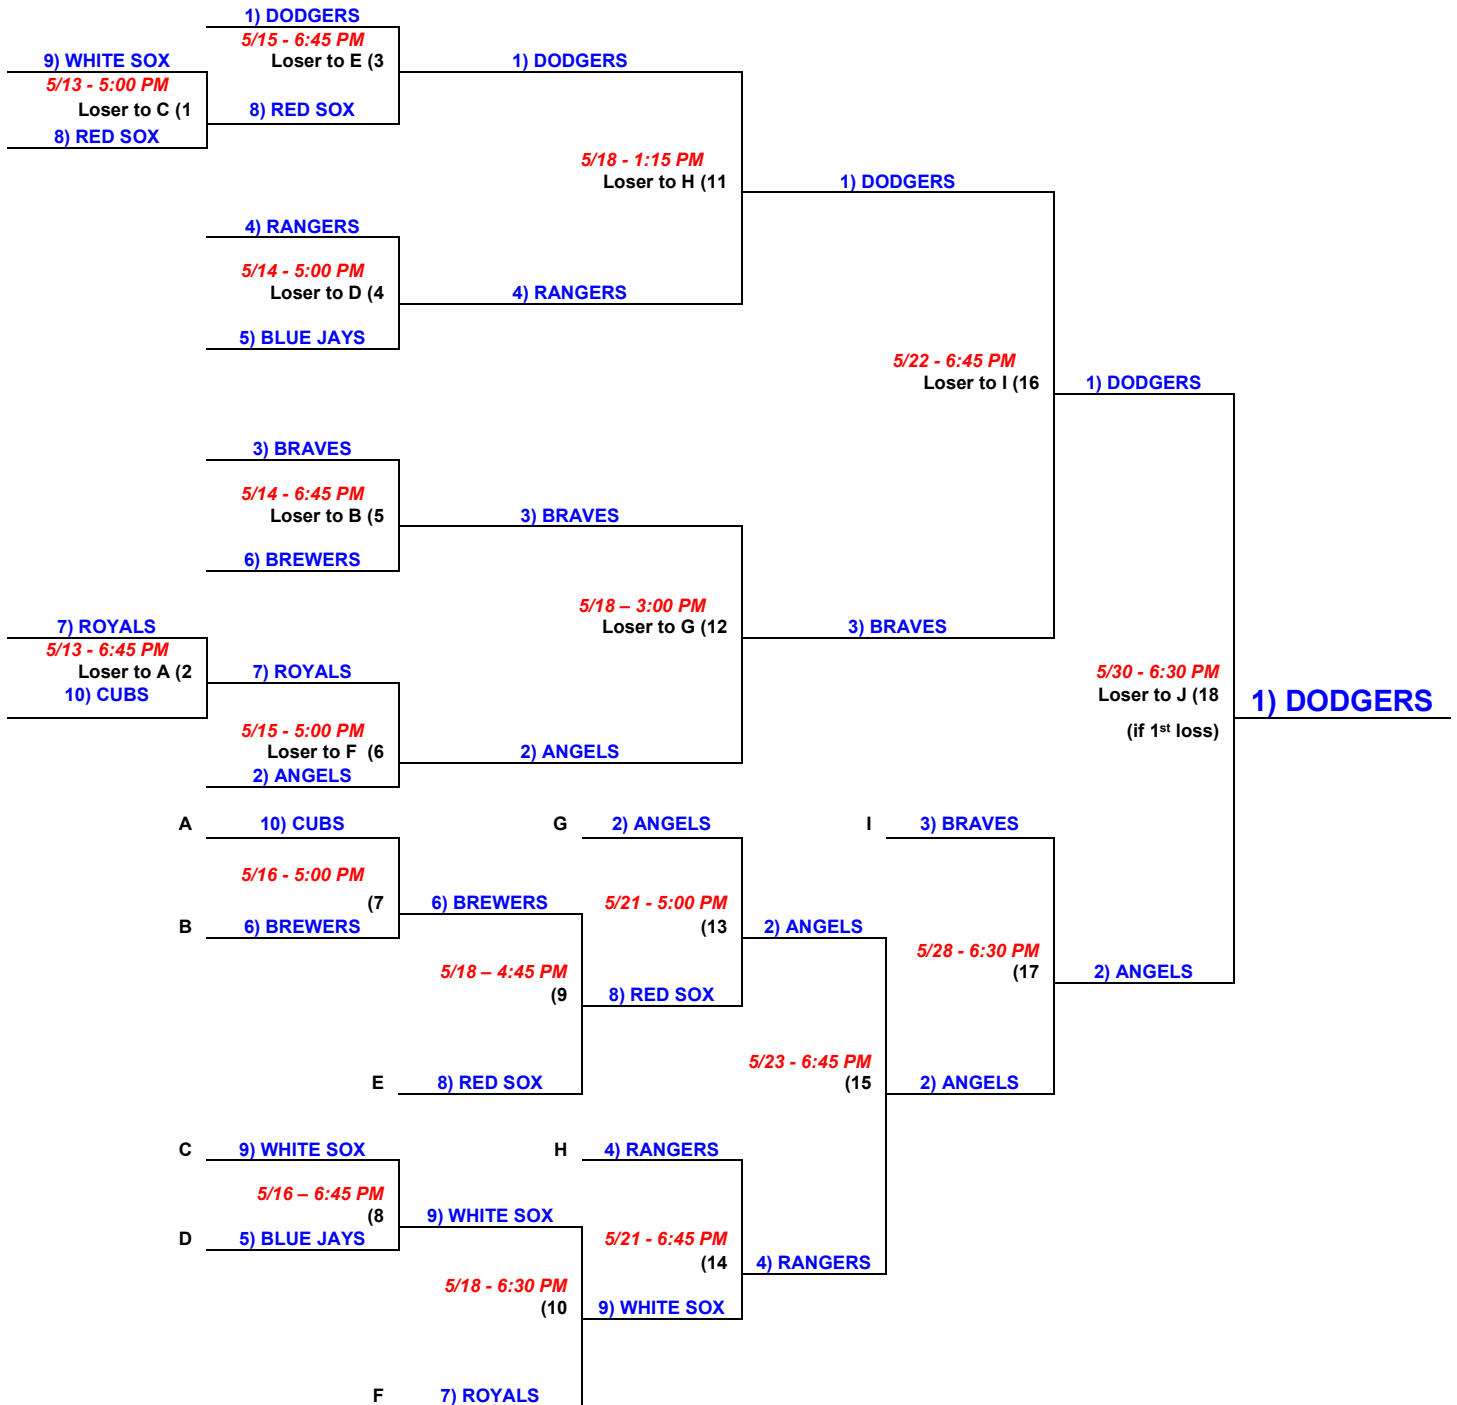 1) DODGERS
5/15 - 6:45 PM
9) WHITE SOX
Loser to E (3
1) DODGERS
5/13 - 5:00 PM
Loser to C (1
8) RED SOX
8) RED SOX
5/18 - 1:15 PM
Loser to H (11
1) DODGERS
4) RANGERS
5/14 - 5:00 PM
Loser to D (4
4) RANGERS
5) BLUE JAYS
5/22 - 6:45 PM
Loser to I (16
1) DODGERS
3) BRAVES
5/14 - 6:45 PM
Loser to B (5
3) BRAVES
6) BREWERS
5/18 – 3:00 PM
7) ROYALS
Loser to G (12
3) BRAVES
5/13 - 6:45 PM
Loser to A (2
7) ROYALS
5/30 - 6:30 PM
10) CUBS
Loser to J (18
1) DODGERS
5/15 - 5:00 PM
(if 1st loss)
Loser to F (6
2) ANGELS
2) ANGELS
A
10) CUBS
G
2) ANGELS
I
3) BRAVES
5/16 - 5:00 PM
(7
6) BREWERS
5/21 - 5:00 PM
B
6) BREWERS
(13
2) ANGELS
5/28 - 6:30 PM
5/18 – 4:45 PM
(17
2) ANGELS
(9
8) RED SOX
5/23 - 6:45 PM
E
8) RED SOX
(15
2) ANGELS
C
9) WHITE SOX
H
4) RANGERS
5/16 – 6:45 PM
(8
9) WHITE SOX
D
5) BLUE JAYS
5/21 - 6:45 PM
(14
4) RANGERS
5/18 - 6:30 PM
(10
9) WHITE SOX
F
7) ROYALS